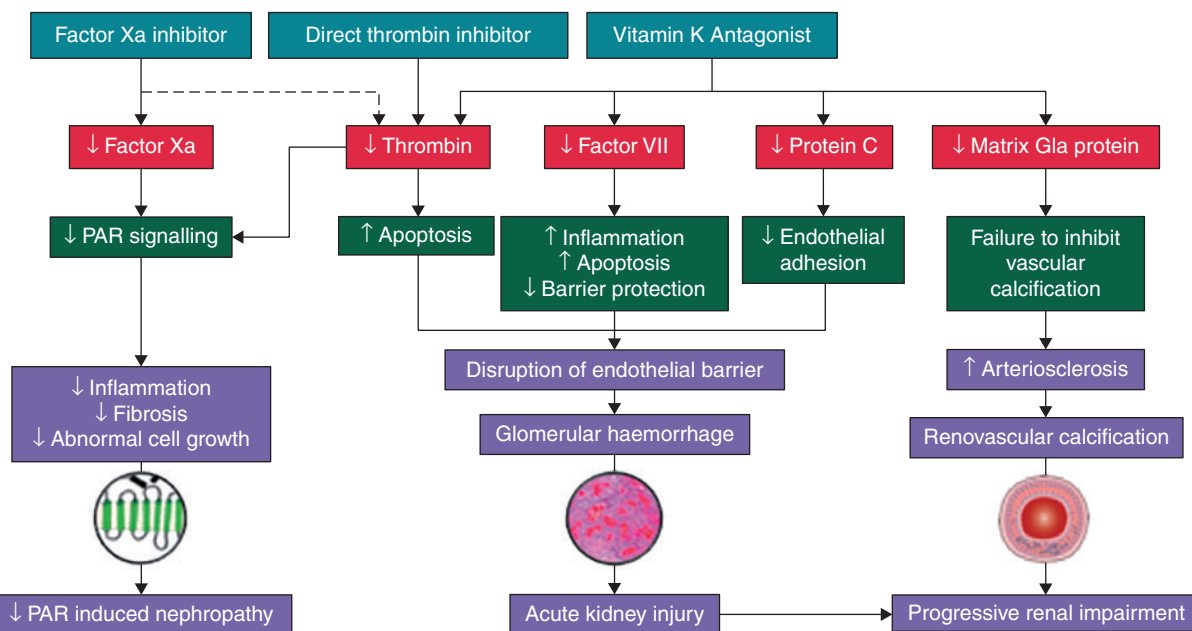 Factor Xa inhibitor
Direct thrombin inhibitor
Vitamin K Antagonist
↓ Factor Xa
↓ Thrombin
↓ Factor VII
↓ Protein C
↓ Matrix Gla protein
↓ PAR signalling
↑ Apoptosis
↑ Inflammation
↑ Apoptosis
↓ Barrier protection
↓ Endothelial
adhesion
Failure to inhibit
vascular
calcification
↓ Inflammation
↓ Fibrosis
↓ Abnormal cell growth
Disruption of endothelial barrier
↑ Arteriosclerosis
Glomerular haemorrhage
Renovascular calcification
↓ PAR induced nephropathy
Acute kidney injury
Progressive renal impairment